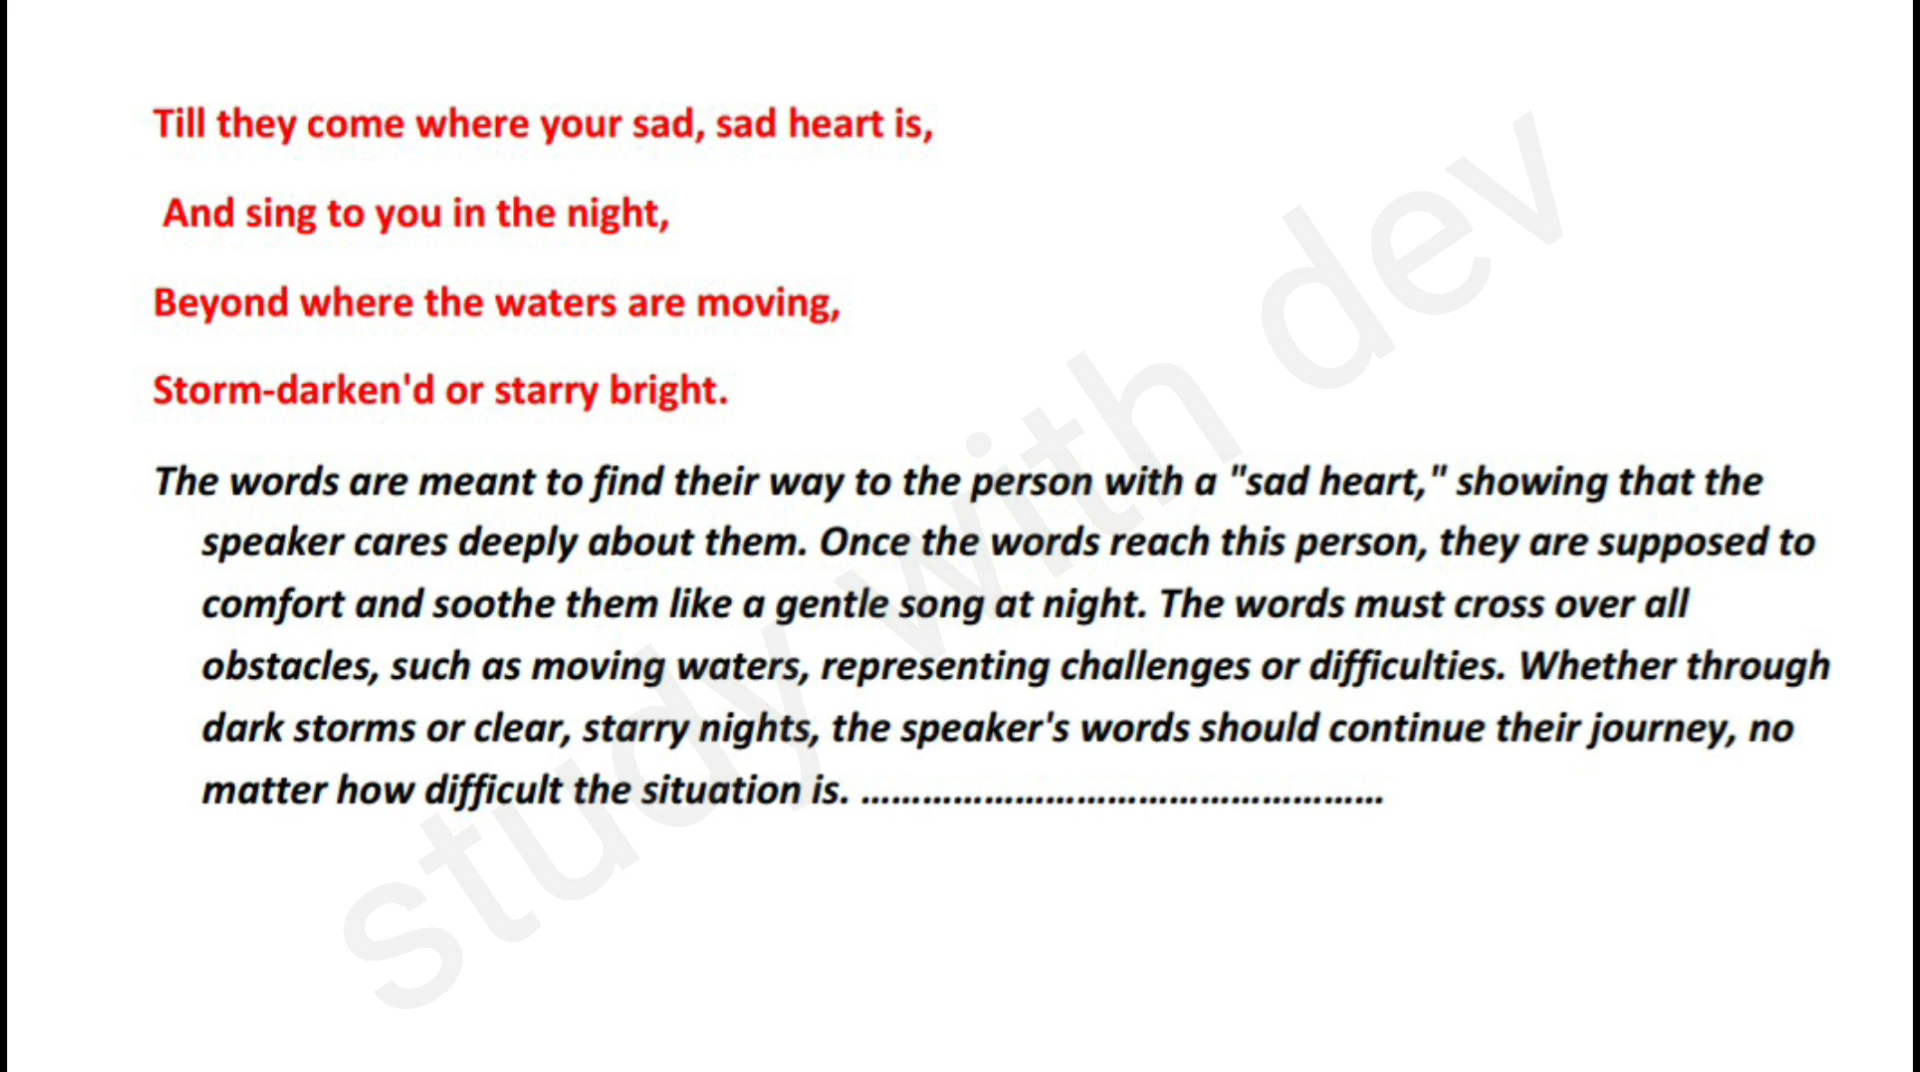 Till they come where your sad, sad heart is,
And sing to you in the night,
Beyond where the waters are moving,
Storm-darken'd or starry bright.
The words are meant to find their way to the person with a "sad heart," showing that the
speaker cares deeply about them. Once the words reach this person, they are supposed to
comfort and soothe them like a gentle song at night. The words must cross over all
obstacles, such as moving waters, representing challenges or difficulties. Whether through
dark storms or clear, starry nights, the speaker's words should continue their journey, no
matter how difficult the situation is. ……………………………………………
study with dev